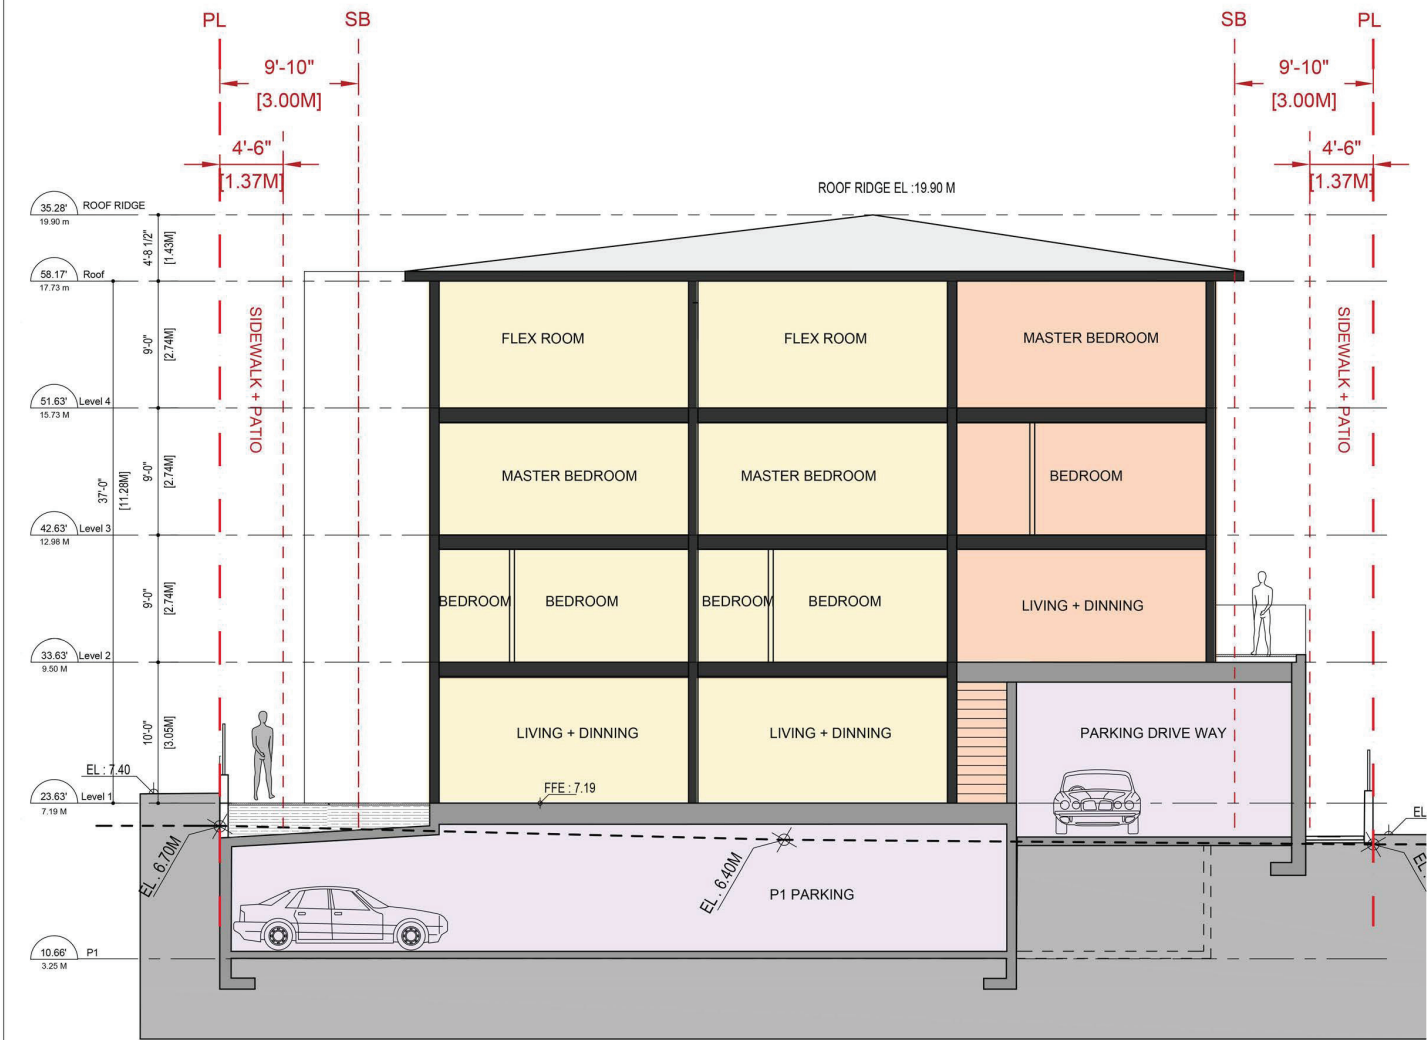 PL
SB
SB
PL
9'-10"
[3.00M]
9'-10"
[3.00M]
4'-6"
[1.37M]
4'-6"
[1.37M]
ROOF RIDGE EL :19.90 M
35.28'
ROOF RIDGE
19.90 m
4'-8 1/2"
[1.43M]
58.17'
Roof
17.73 m
SIDEWALK + PATIO
SIDEWALK + PATIO
9'-0"
[2.74M]
FLEX ROOM
FLEX ROOM
MASTER BEDROOM
51.63'
Level 4
15.73 M
37'-0"
[11.28M]
9'-0"
[2.74M]
MASTER BEDROOM
MASTER BEDROOM
BEDROOM
42.63'
Level 3
12.98 M
9'-0"
[2.74M]
BEDROOM
BEDROOM
BEDROOM
BEDROOM
LIVING + DINNING
33.63'
Level 2
9.50 M
10'-0"
[3.05M]
LIVING + DINNING
LIVING + DINNING
PARKING DRIVE WAY
EL : 7.40
FFE : 7.19
23.63'
Level 1
7.19 M
EL
EL : 6.70M
EL : 6.40M
EL :
P1 PARKING
10.66'
P1
3.25 M